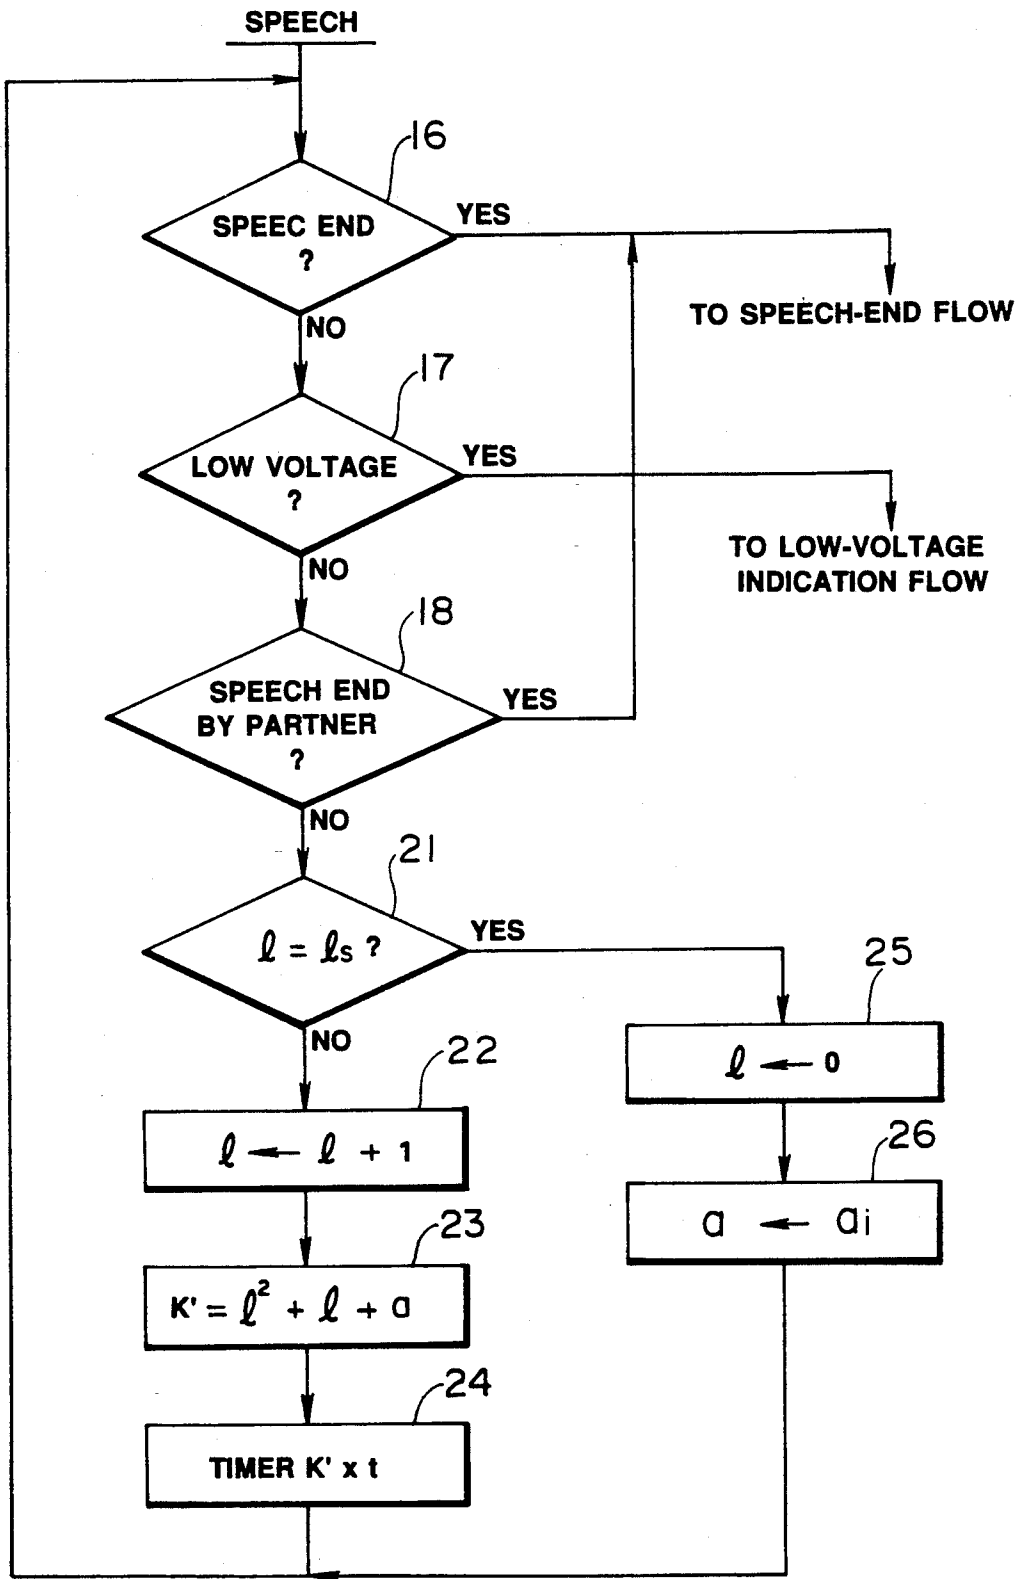 SPEECH
16
SPEEC END
?
YES
NO
TO SPEECH-END FLOW
17
LOW VOLTAGE
?
YES
NO
TO LOW-VOLTAGE
INDICATION FLOW
18
SPEECH END
BY PARTNER
?
YES
NO
21
ℓ = ℓs ?
YES
NO
25
ℓ ← 0
22
ℓ ← ℓ + 1
26
a ← ai
23
K' = ℓ² + ℓ + a
24
TIMER K' x t